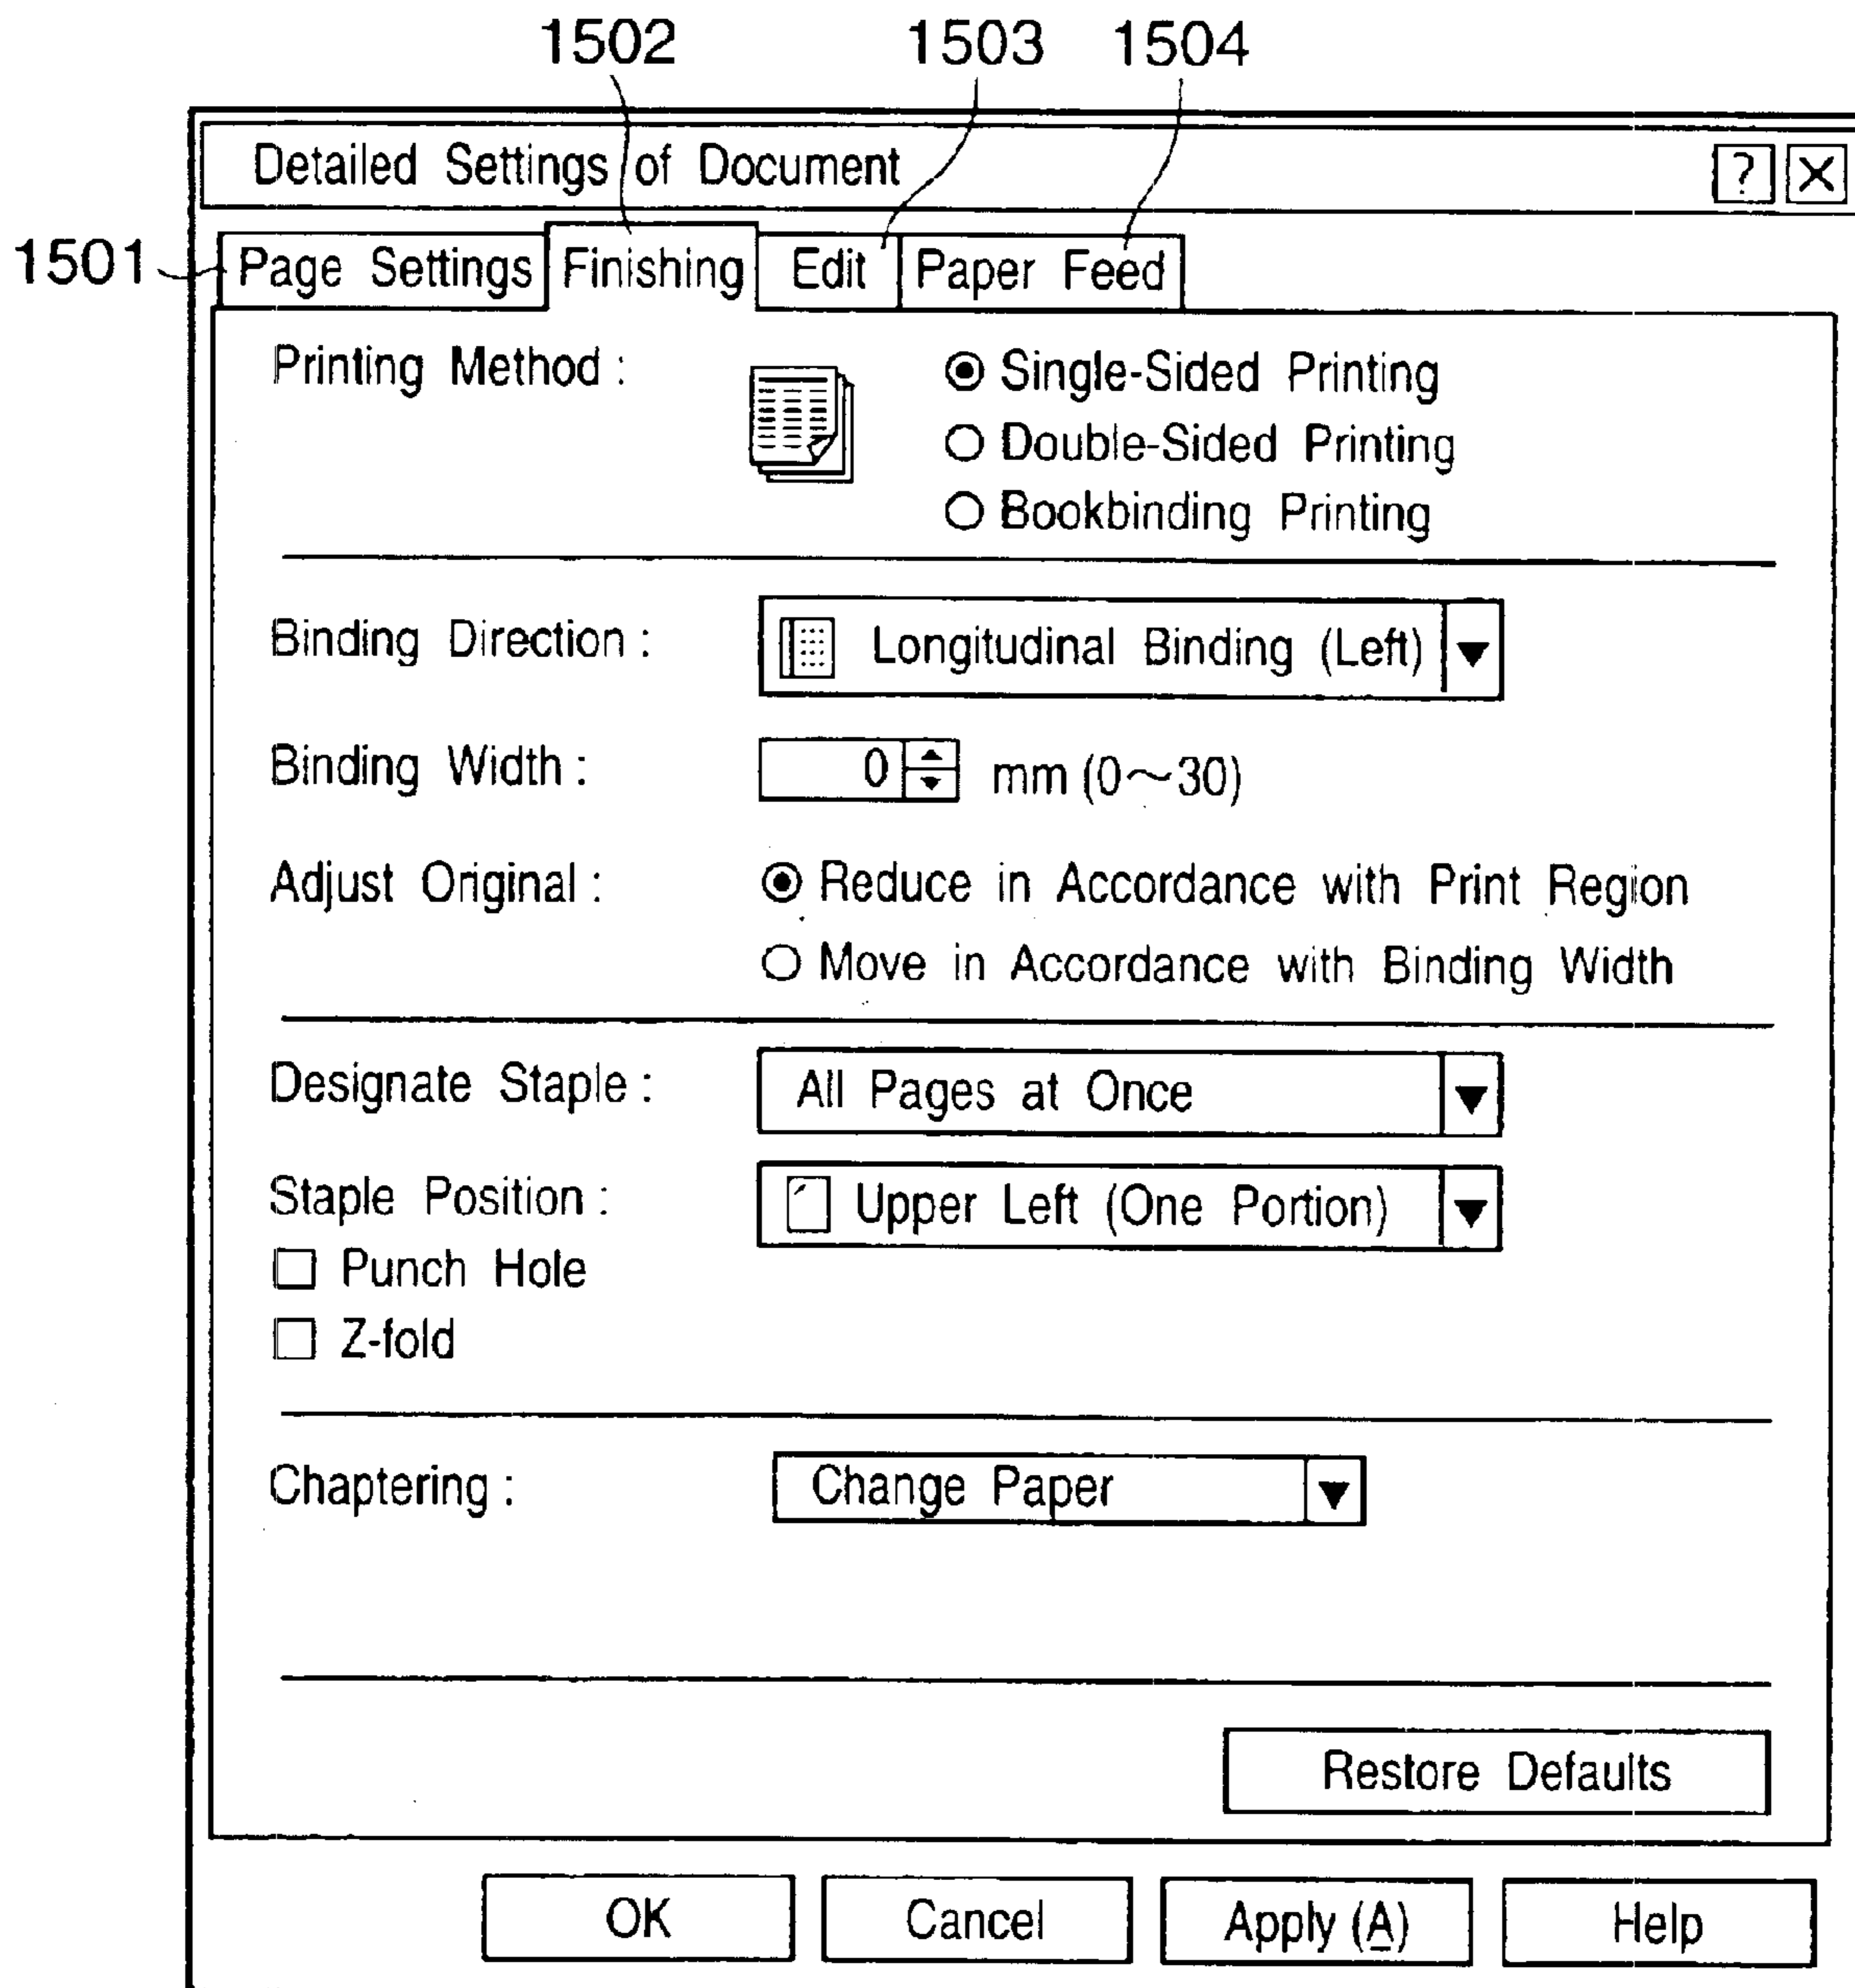 1502 1503 1504
Detailed Settings of Document ? X
1501 Page Settings Finishing Edit Paper Feed
Printing Method : Single-Sided Printing
Double-Sided Printing
Bookbinding Printing
Binding Direction : Longitudinal Binding (Left)
Binding Width : 0 mm (0～30)
Adjust Original : Reduce in Accordance with Print Region
Move in Accordance with Binding Width
Designate Staple : All Pages at Once
Staple Position : Upper Left (One Portion)
Punch Hole
Z-fold
Chaptering : Change Paper
Restore Defaults
OK Cancel Apply (A) Help